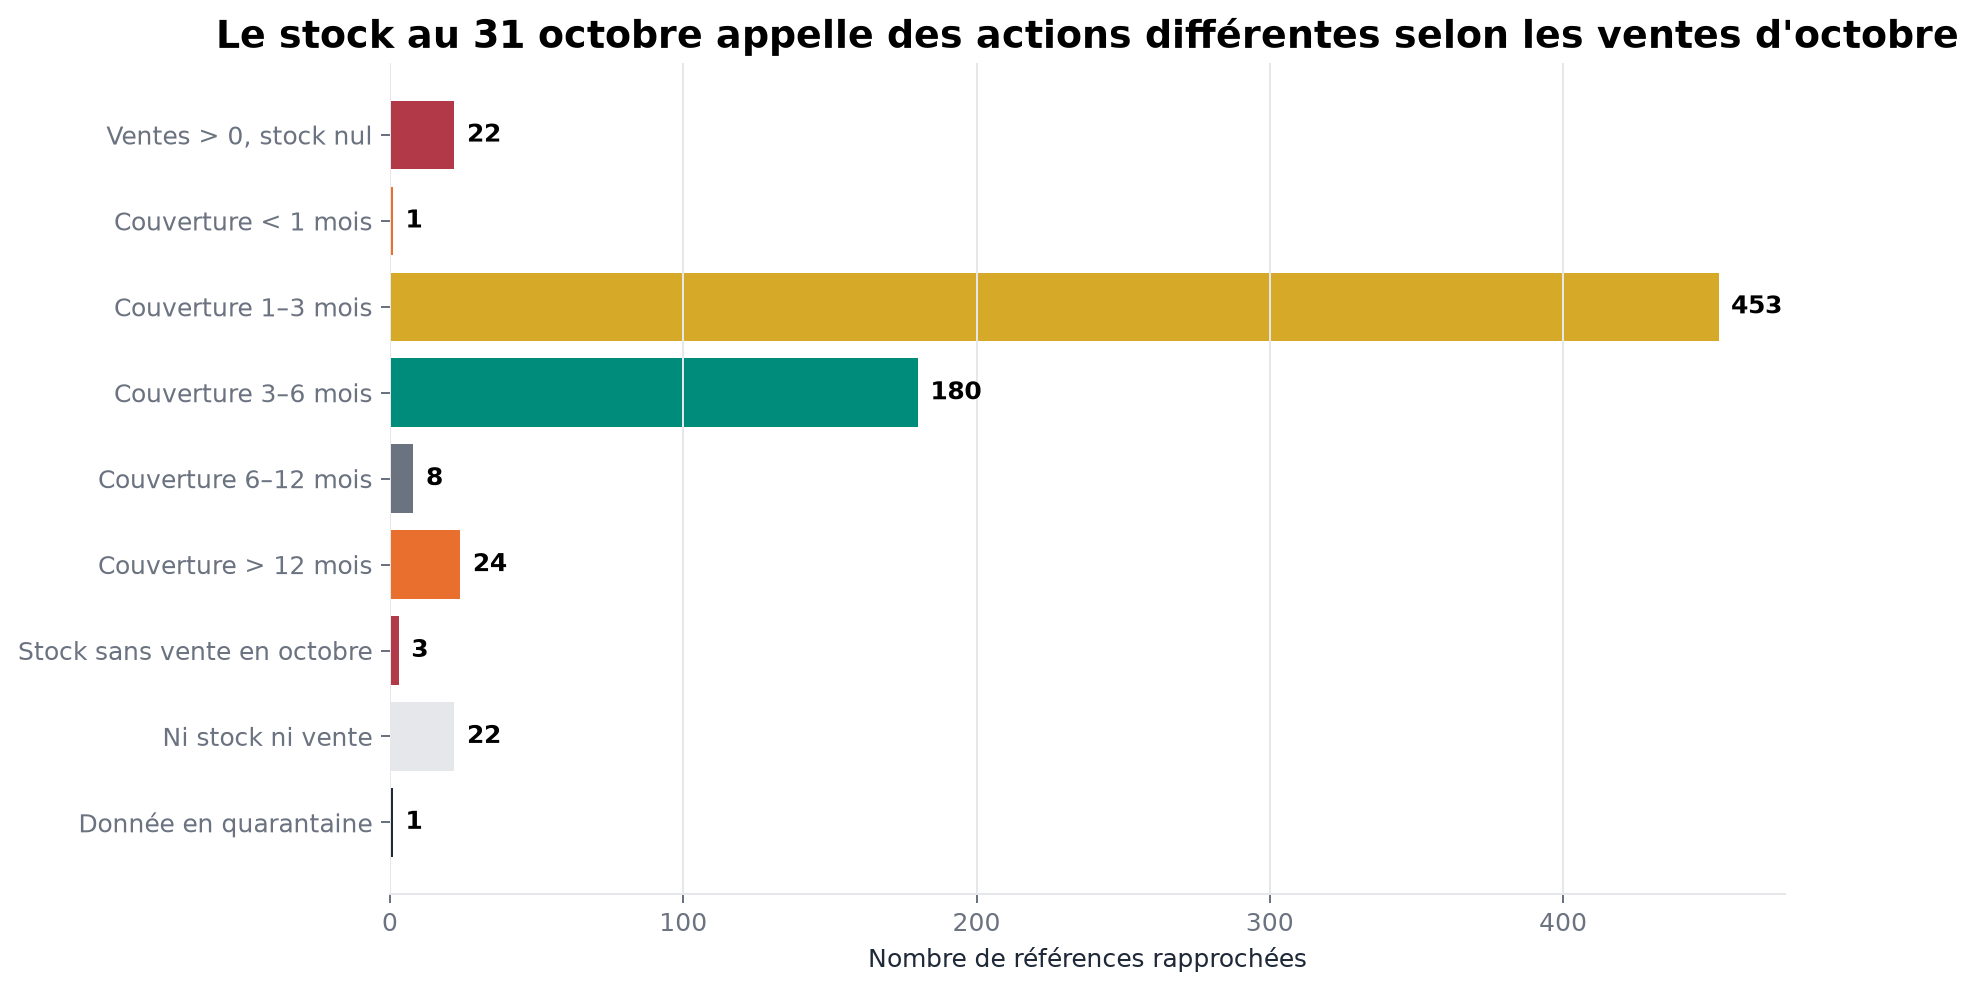 Le stock au 31 octobre appelle des actions différentes selon les ventes d'octobre
Ventes > 0, stock nul 22
Couverture < 1 mois 1
Couverture 1–3 mois 453
Couverture 3–6 mois 180
Couverture 6–12 mois 8
Couverture > 12 mois 24
Stock sans vente en octobre 3
Ni stock ni vente 22
Donnée en quarantaine 1
0 100 200 300 400
Nombre de références rapprochées